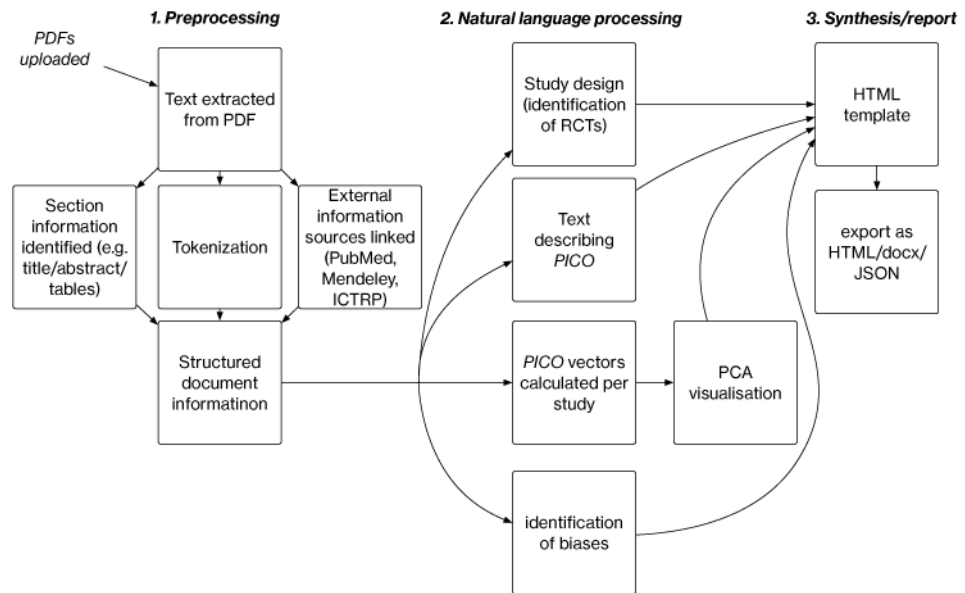 1. Preprocessing
PDFs
uploaded
Text extracted
from PDF
Section
information
identified (e.g.
title/abstract/
tables)
Tokenization
External
information
sources linked
(PubMed,
Mendeley,
ICTRP)
Structured
document
informatinon
2. Natural language processing
Study design
(identification
of RCTs)
Text
describing
PICO
PICO vectors
calculated per
study
PCA
visualisation
identification
of biases
3. Synthesis/report
HTML
template
export as
HTML/docx/
JSON